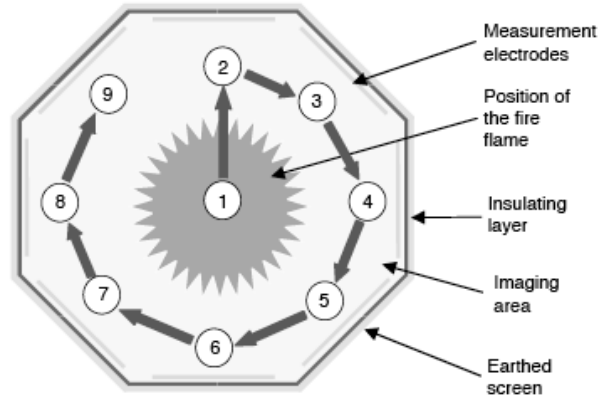 Measurement
electrodes
Position of
the fire
flame
Insulating
layer
Imaging
area
Earthed
screen
1
2
3
4
5
6
7
8
9